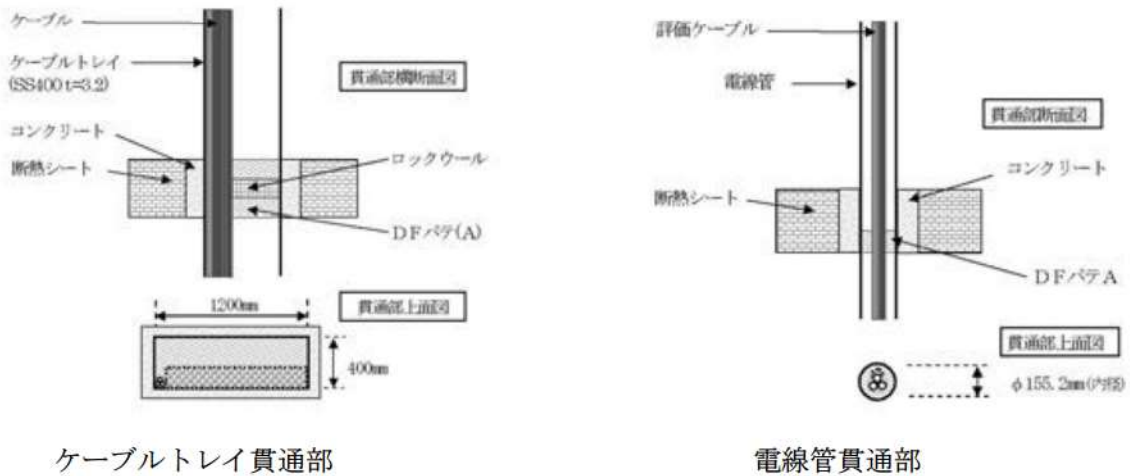 ケーブル
ケーブルトレイ
(SS400 t=3.2)
貫通部横断面図
コンクリート
断熱シート
ロックウール
DFパテ(A)
1200mm
貫通部上面図
400mm
ケーブルトレイ貫通部
評価ケーブル
電線管
貫通部断面図
コンクリート
断熱シート
DFパテA
貫通部上面図
φ155.2mm(内径)
電線管貫通部